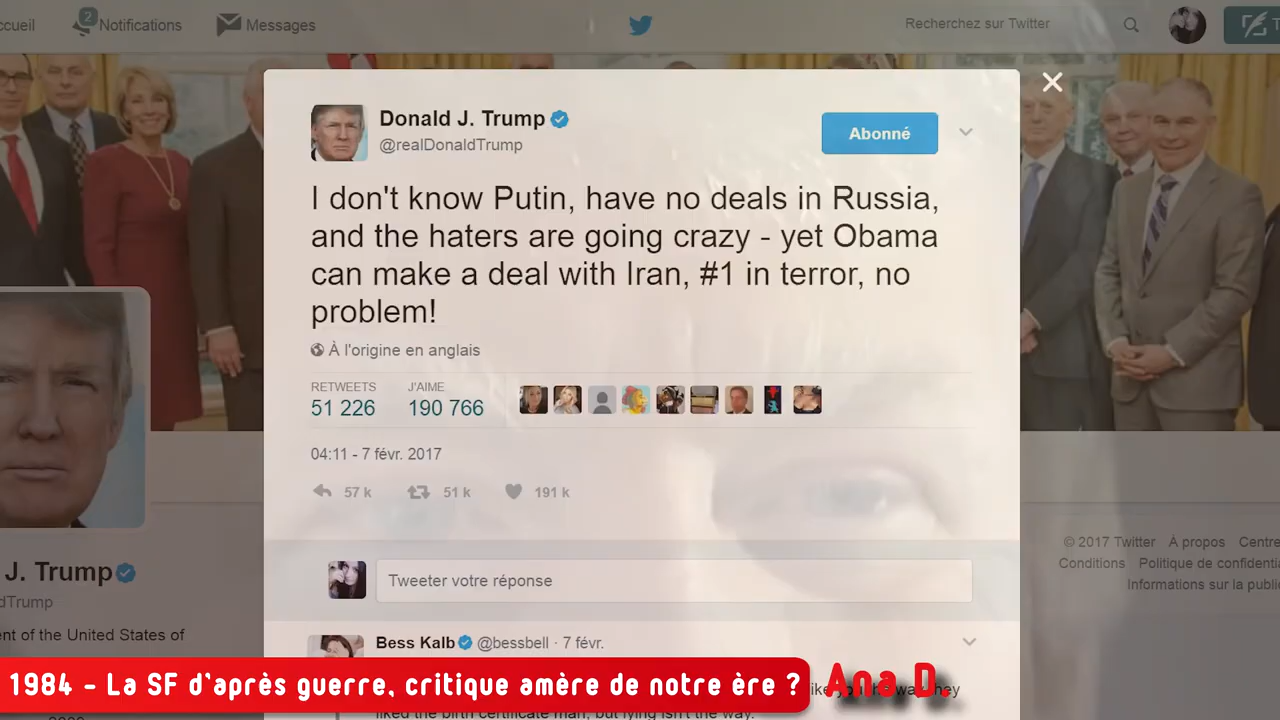 Notifications
2
Messages
Recherchez sur Twitter
Donald J. Trump
@realDonaldTrump
Abonné
I don't know Putin, have no deals in Russia,
and the haters are going crazy - yet Obama
can make a deal with Iran, #1 in terror, no
problem!
À l'origine en anglais
RETWEETS
51 226
J'AIME
190 766
04:11 - 7 févr. 2017
57 k
51 k
191 k
J. Trump
of the United States of
© 2017 Twitter À propos Centre
Conditions Politique de
Informations sur la
Tweeter votre réponse
Bess Kalb @bessbell · 7 févr.
1984 - La SF d'après guerre, critique amère de notre ère ?
Ana D.
liked the birth certificate man, but lying isn't the way.